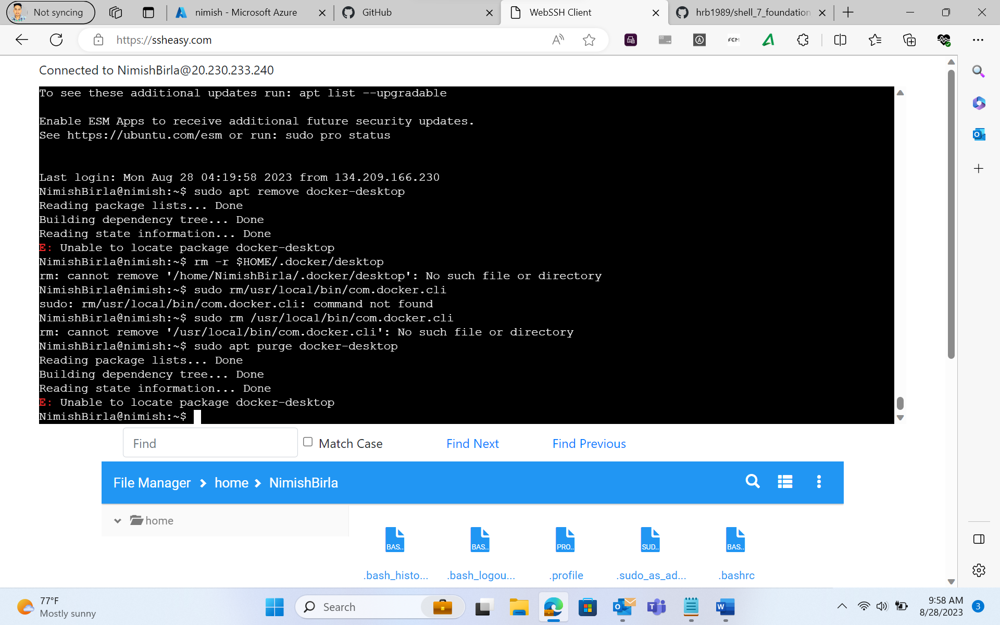 Not syncing
nimish - Microsoft Azure
GitHub
WebSSH Client
hrb1989/shell_7_foundation
https://ssheasy.com
Connected to NimishBirla@20.230.233.240
To see these additional updates run: apt list --upgradable
Enable ESM Apps to receive additional future security updates.
See https://ubuntu.com/esm or run: sudo pro status
Last login: Mon Aug 28 04:19:58 2023 from 134.209.166.230
NimishBirla@nimish:~$ sudo apt remove docker-desktop
Reading package lists... Done
Building dependency tree... Done
Reading state information... Done
E: Unable to locate package docker-desktop
NimishBirla@nimish:~$ rm -r $HOME/.docker/desktop
rm: cannot remove '/home/NimishBirla/.docker/desktop': No such file or directory
NimishBirla@nimish:~$ sudo rm/usr/local/bin/com.docker.cli
sudo: rm/usr/local/bin/com.docker.cli: command not found
NimishBirla@nimish:~$ sudo rm /usr/local/bin/com.docker.cli
rm: cannot remove '/usr/local/bin/com.docker.cli': No such file or directory
NimishBirla@nimish:~$ sudo apt purge docker-desktop
Reading package lists... Done
Building dependency tree... Done
Reading state information... Done
E: Unable to locate package docker-desktop
NimishBirla@nimish:~$
Find
Match Case
Find Next
Find Previous
File Manager
home
NimishBirla
home
BAS..
BAS..
PRO..
SUD..
BAS..
.bash_histo...
.bash_logou...
.profile
.sudo_as_ad...
.bashrc
77°F
Mostly sunny
Search
9:58 AM
8/28/2023
3